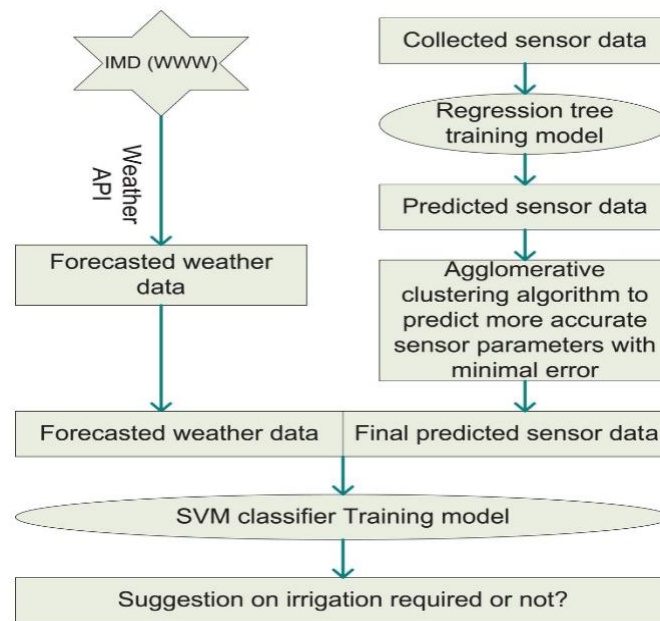 IMD (WWW)
Weather
API
Forecasted weather
data
Collected sensor data
Regression tree
training model
Predicted sensor data
Agglomerative
clustering algorithm to
predict more accurate
sensor parameters with
minimal error
Forecasted weather data
Final predicted sensor data
SVM classifier Training model
Suggestion on irrigation required or not?